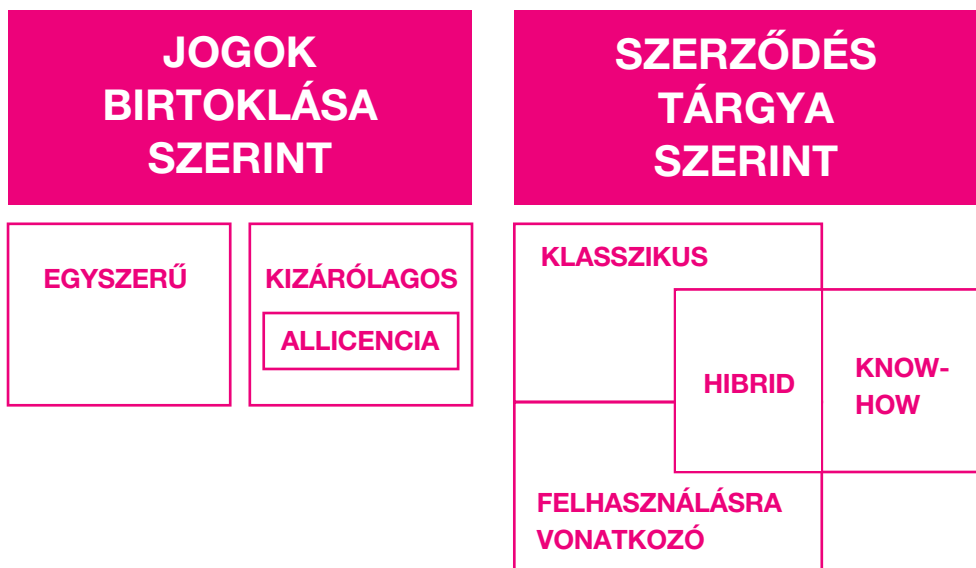 JOGOK
BIRTOKLÁSA
SZERINT
SZERZŐDÉS
TÁRGYA
SZERINT
EGYSZERŰ
KIZÁRÓLAGOS
ALLICENCIA
KLASSZIKUS
HIBRID
KNOW-
HOW
FELHASZNÁLÁSRA
VONATKOZÓ